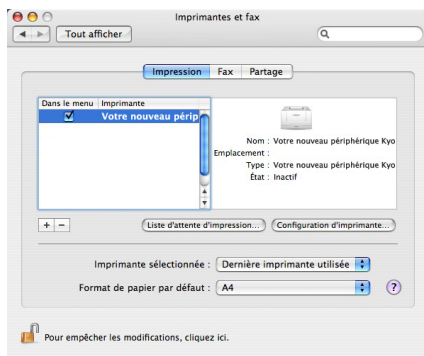 Imprimantes et fax
Tout afficher
Impression Fax Partage
Dans le menu Imprimante
Votre nouveau périp
Nom : Votre nouveau périphérique Kyo
Emplacement :
Type : Votre nouveau périphérique Kyo
État : Inactif
+ −
Liste d'attente d'impression... Configuration d'imprimante...
Imprimante sélectionnée : Dernière imprimante utilisée
Format de papier par défaut : A4 ?
Pour empêcher les modifications, cliquez ici.